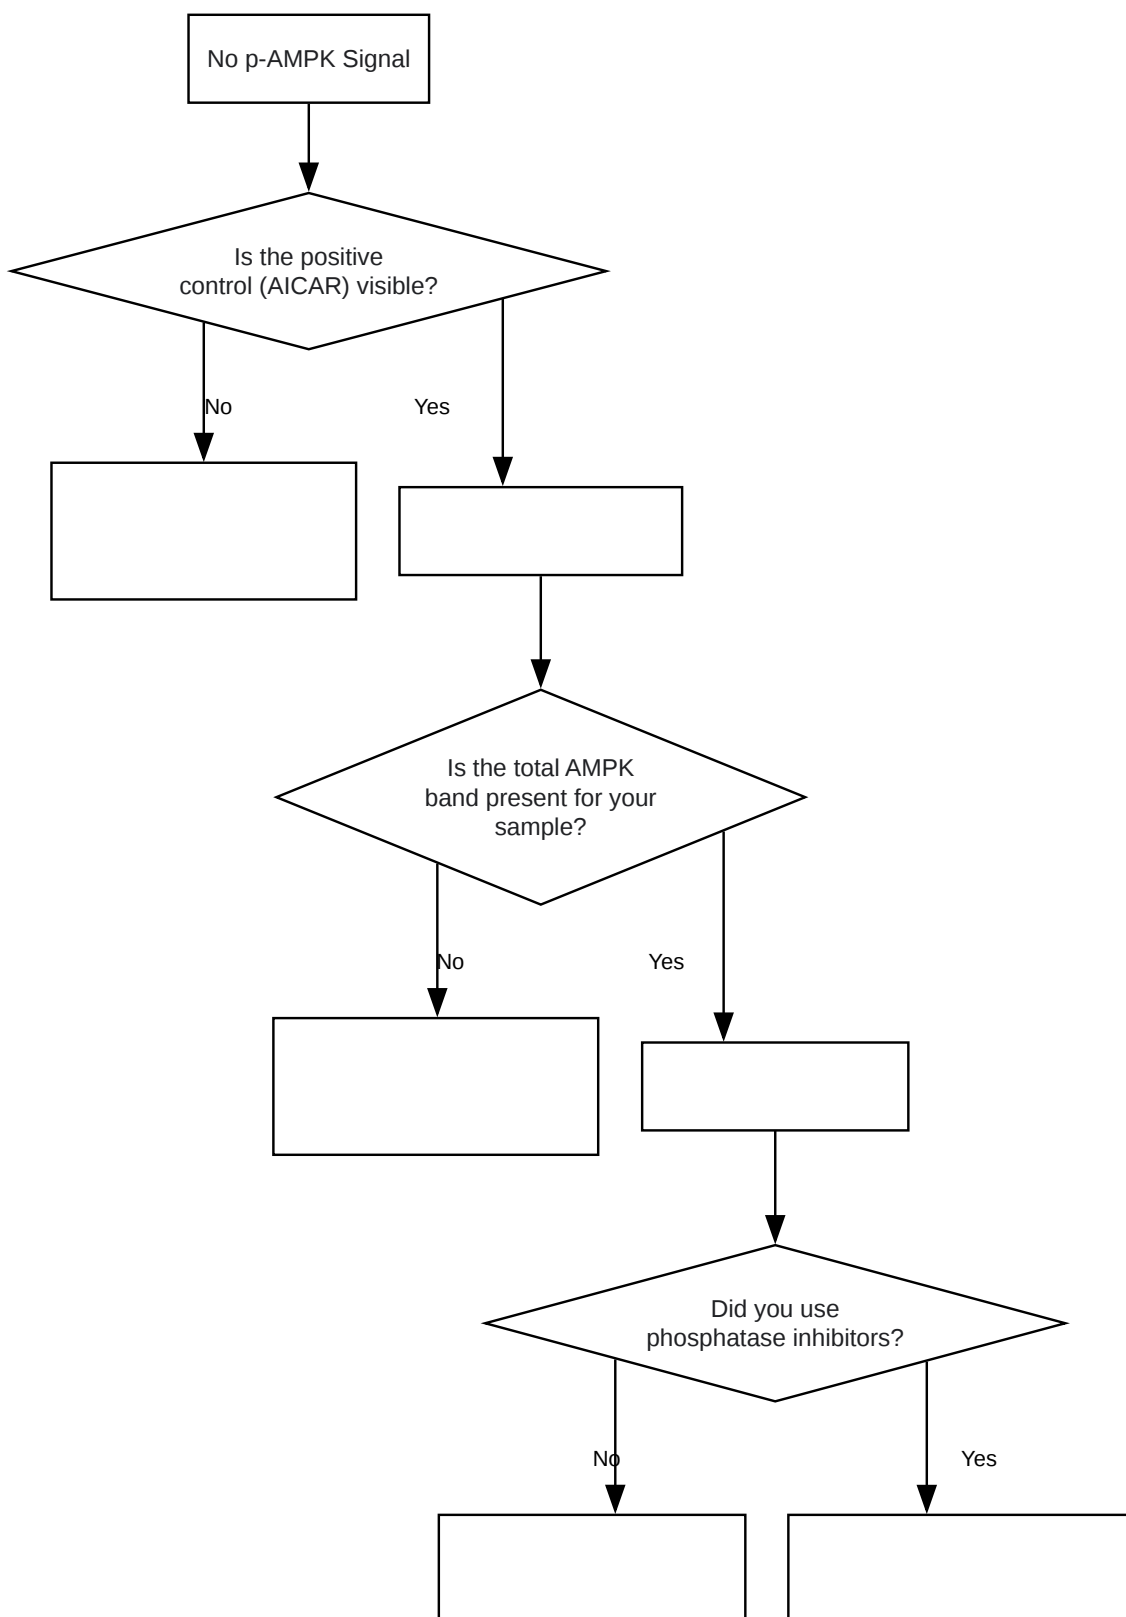 No p-AMPK Signal
Is the positive
control (AICAR) visible?
No
Yes
Is the total AMPK
band present for your
sample?
No
Yes
Did you use
phosphatase inhibitors?
No
Yes